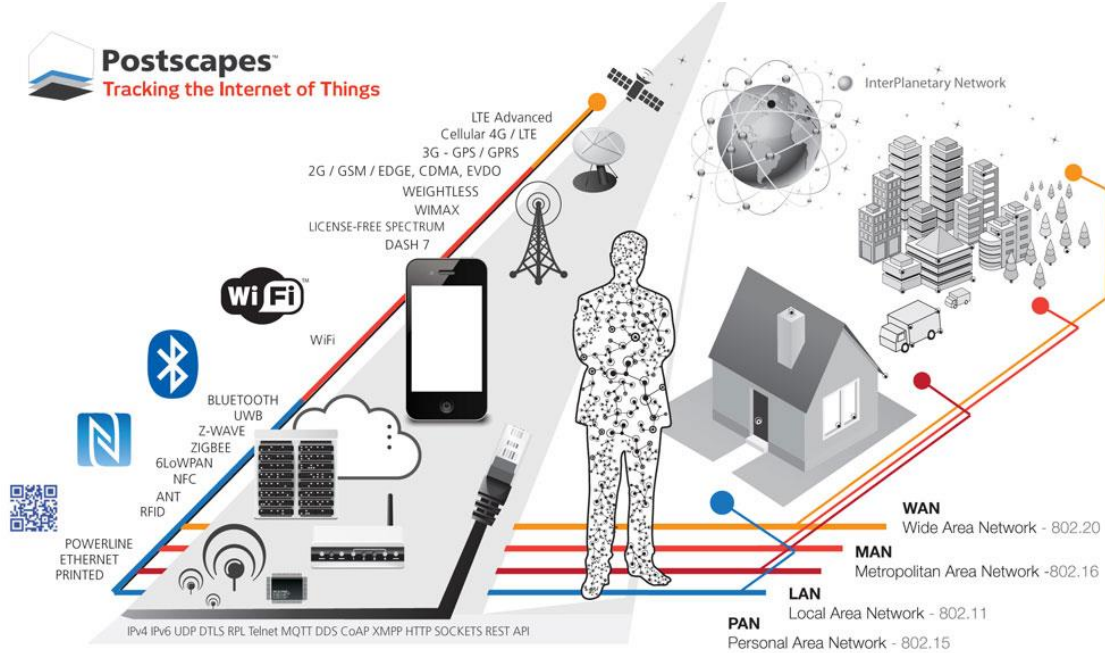 Postscapes™
Tracking the Internet of Things
InterPlanetary Network
LTE Advanced
Cellular 4G / LTE
3G - GPS / GPRS
2G / GSM / EDGE, CDMA, EVDO
WEIGHTLESS
WIMAX
LICENSE-FREE SPECTRUM
DASH 7
Wi Fi™
WiFi
BLUETOOTH
UWB
Z-WAVE
ZIGBEE
6LoWPAN
NFC
ANT
RFID
POWERLINE
ETHERNET
PRINTED
WAN
Wide Area Network - 802.20
MAN
Metropolitan Area Network -802.16
LAN
Local Area Network - 802.11
PAN
Personal Area Network - 802.15
IPv4 IPv6 UDP DTLS RPL Telnet MQTT DDS CoAP XMPP HTTP SOCKETS REST API